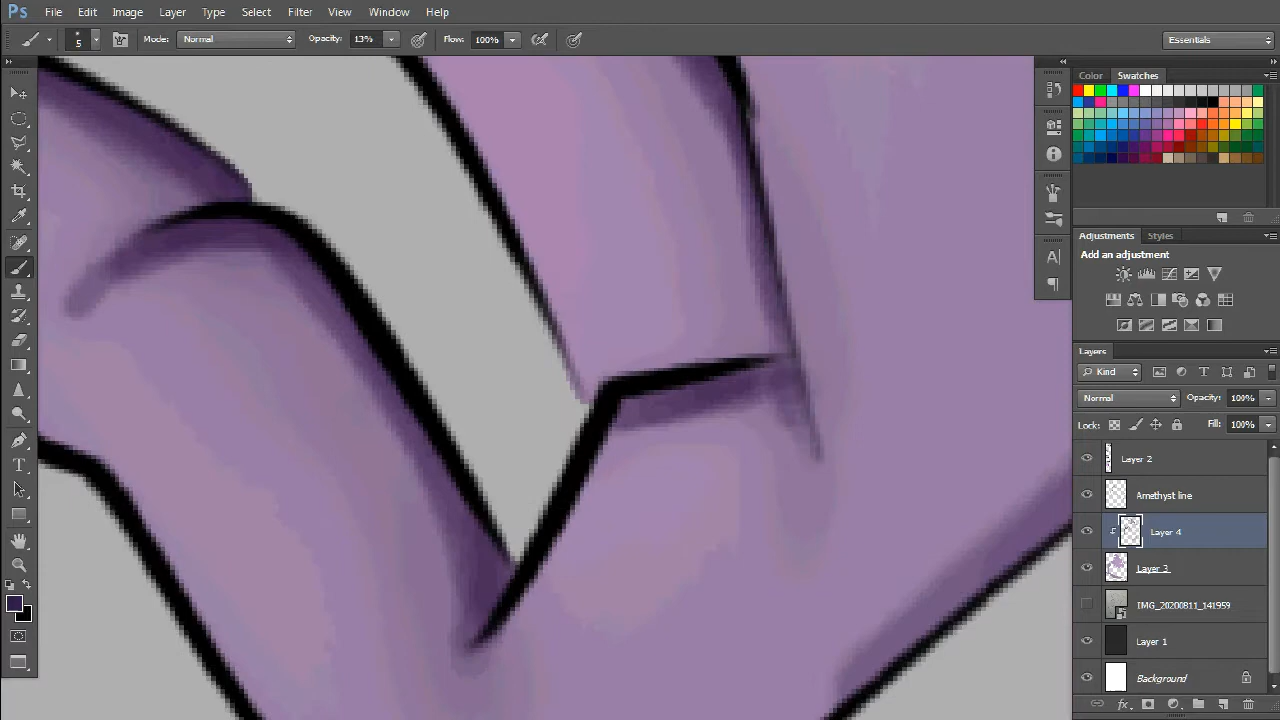 Ps File Edit Image Layer Type Select Filter View Window Help
5 Mode: Normal Opacity: 13% Flow: 100% Essentials
Color Swatches
Adjustments Styles
Add an adjustment
Layers
Kind
Normal Opacity: 100%
Lock: Fill: 100%
Layer 2
Amethyst line
Layer 4
Layer 3
IMG_20200811_141959
Layer 1
Background